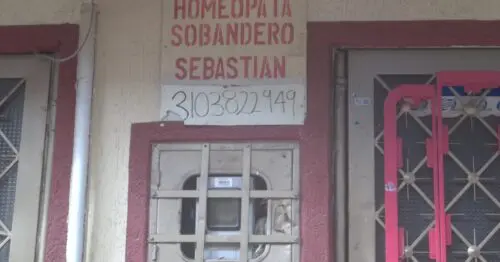 HOMEOPATA
SOBANDERO
SEBASTIAN
3103822949